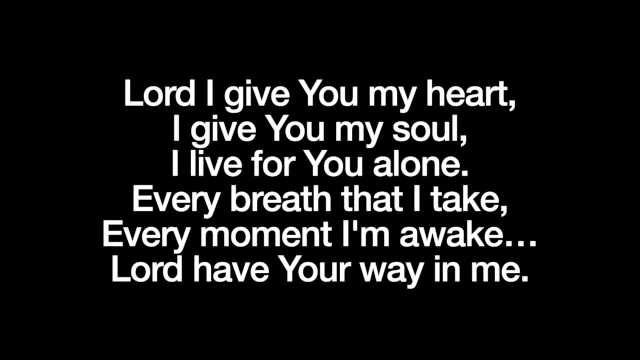 Lord I give You my heart,
I give You my soul,
I live for You alone.
Every breath that I take,
Every moment I'm awake…
Lord have Your way in me.